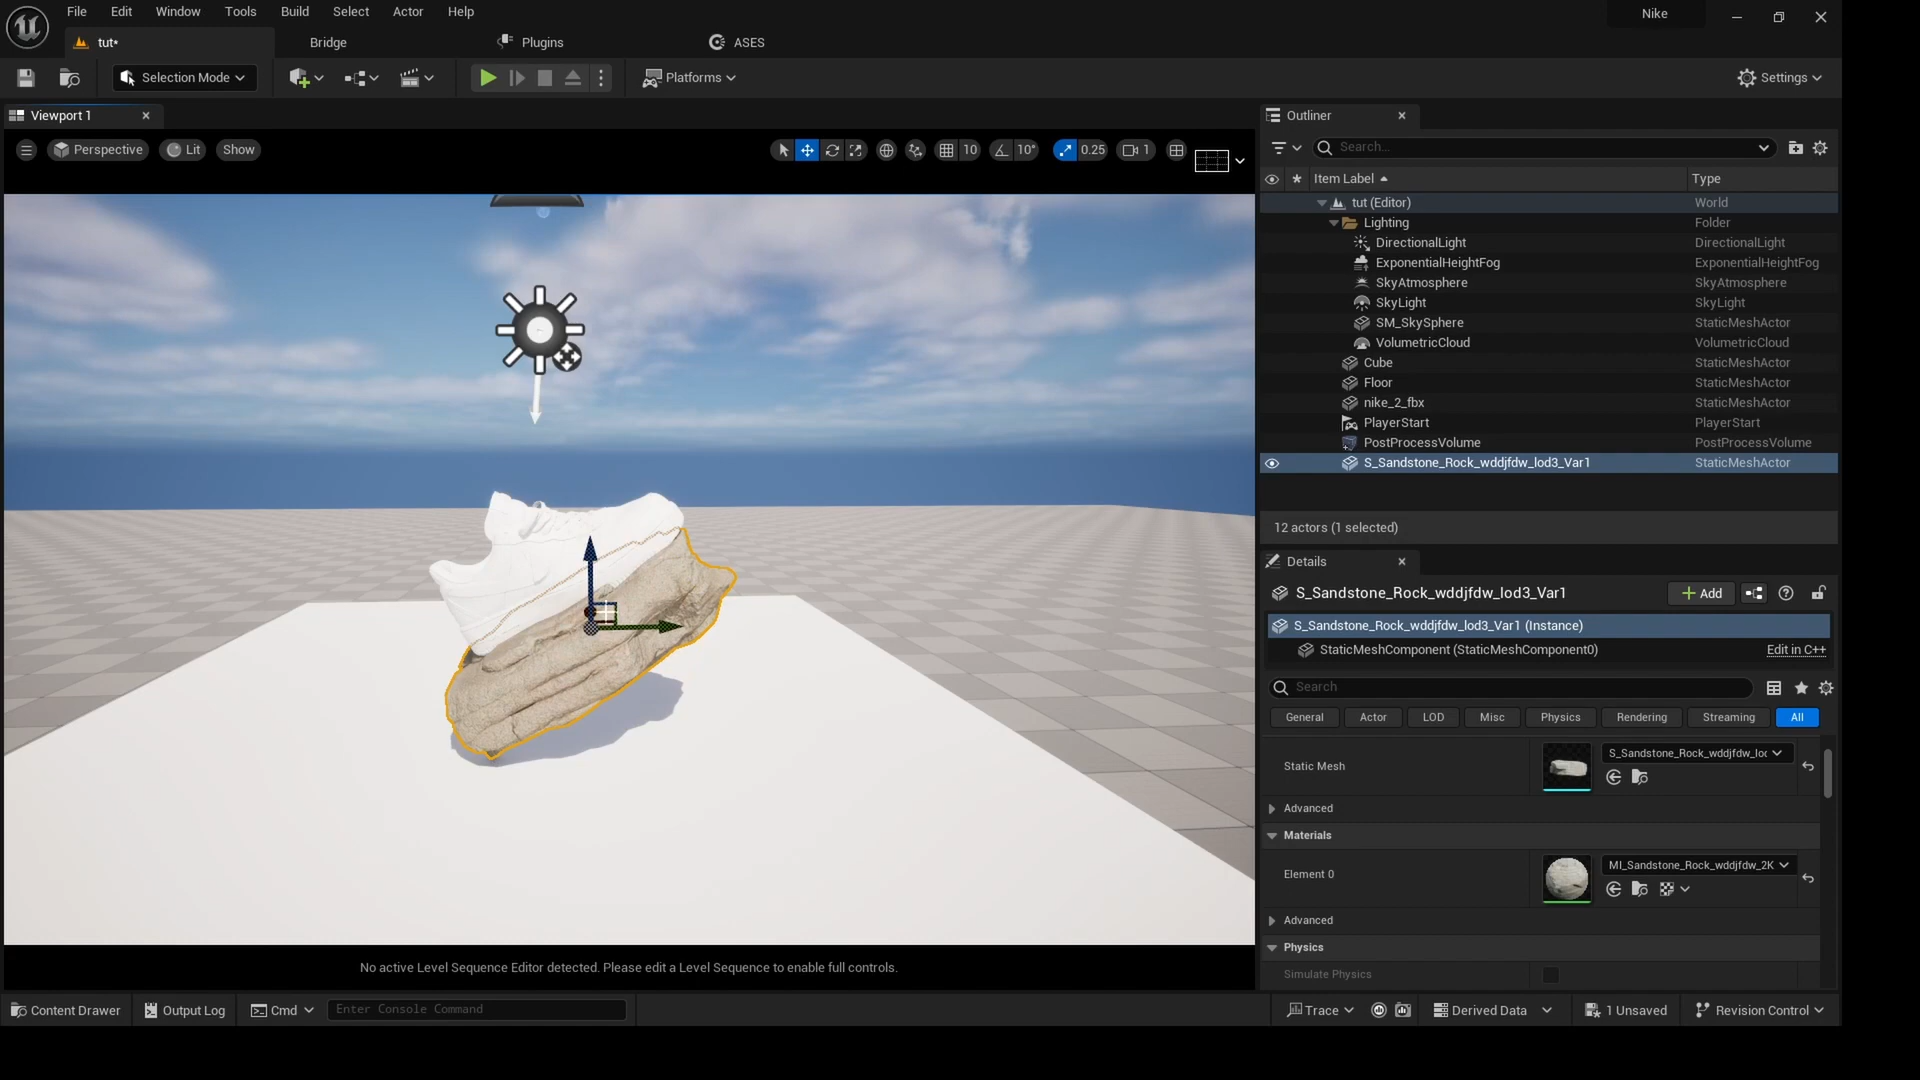 File Edit Window Tools Build Select Actor Help
Nike
tut*
Bridge
Plugins
ASES
Selection Mode
Platforms
Settings
Viewport 1
Perspective
Lit
Show
10
10°
0.25
1
Outliner
Search...
Item Label
Type
tut (Editor) World
Lighting Folder
DirectionalLight DirectionalLight
ExponentialHeightFog ExponentialHeightFog
SkyAtmosphere SkyAtmosphere
SkyLight SkyLight
SM_SkySphere StaticMeshActor
VolumetricCloud VolumetricCloud
Cube StaticMeshActor
Floor StaticMeshActor
nike_2_fbx StaticMeshActor
PlayerStart PlayerStart
PostProcessVolume PostProcessVolume
S_Sandstone_Rock_wddjfdw_lod3_Var1 StaticMeshActor
12 actors (1 selected)
Details
S_Sandstone_Rock_wddjfdw_lod3_Var1
Add
S_Sandstone_Rock_wddjfdw_lod3_Var1 (Instance)
StaticMeshComponent (StaticMeshComponent0)
Edit in C++
Search
General Actor LOD Misc Physics Rendering Streaming All
Static Mesh
S_Sandstone_Rock_wddjfdw_loc
Advanced
Materials
Element 0
MI_Sandstone_Rock_wddjfdw_2K
Advanced
Physics
Simulate Physics
No active Level Sequence Editor detected. Please edit a Level Sequence to enable full controls.
Content Drawer
Output Log
Cmd
Enter Console Command
Trace
Derived Data
1 Unsaved
Revision Control